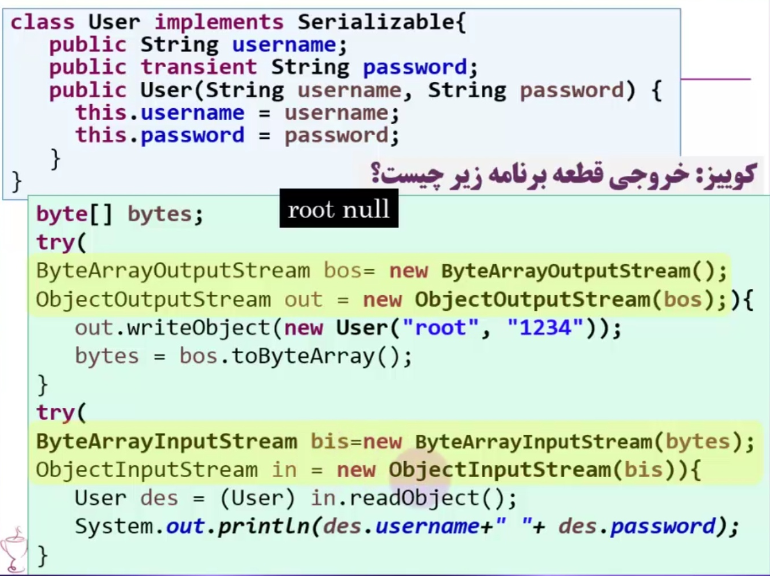 class User implements Serializable{
public String username;
public transient String password;
public User(String username, String password) {
this.username = username;
this.password = password;
}
}
کوییز: خروجی قطعه برنامه زیر چیست؟
root null
byte[] bytes;
try(
ByteArrayOutputStream bos= new ByteArrayOutputStream();
ObjectOutputStream out = new ObjectOutputStream(bos);){
out.writeObject(new User("root", "1234"));
bytes = bos.toByteArray();
}
try(
ByteArrayInputStream bis=new ByteArrayInputStream(bytes);
ObjectInputStream in = new ObjectInputStream(bis)){
User des = (User) in.readObject();
System.out.println(des.username+" "+ des.password);
}